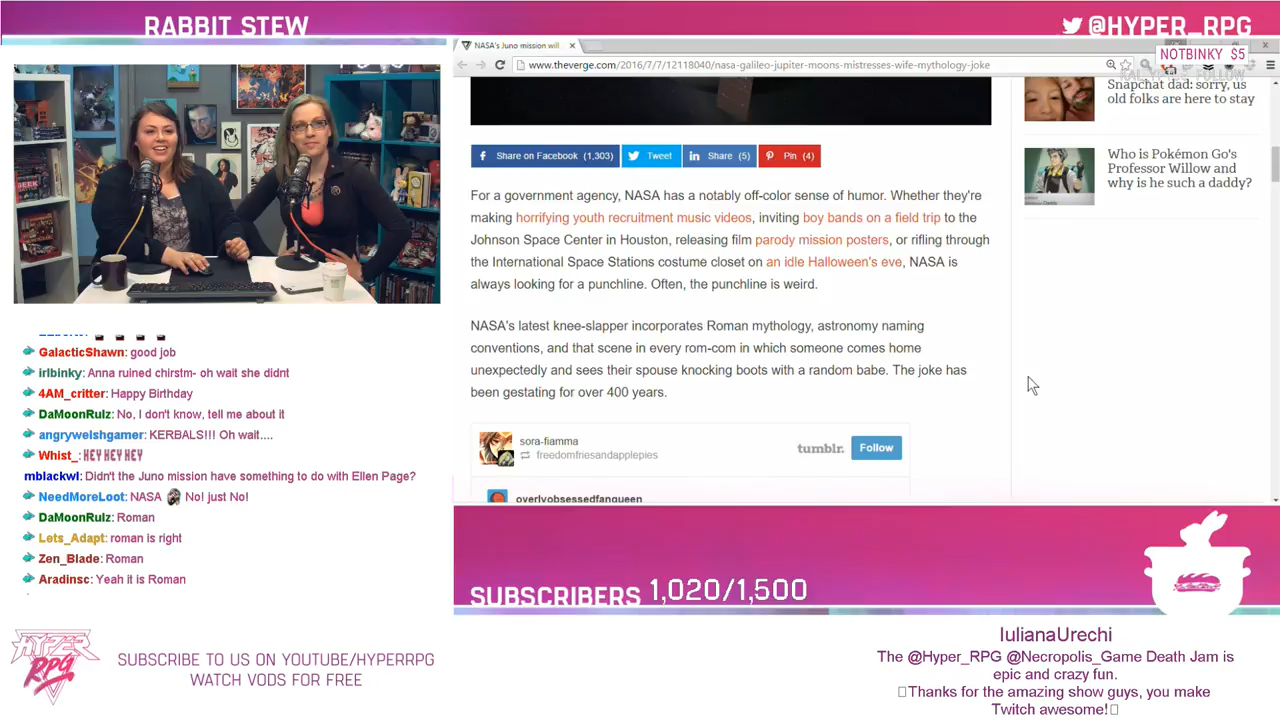 RABBIT STEW
@HYPER_RPG
NOTBINKY $5
NASA's Juno mission will
www.theverge.com/2016/7/7/12118040/nasa-galileo-jupiter-moons-mistresses-wife-mythology-joke
Share on Facebook (1,303)
Tweet
Share (5)
Pin (4)
For a government agency, NASA has a notably off-color sense of humor. Whether they're
making horrifying youth recruitment music videos, inviting boy bands on a field trip to the
Johnson Space Center in Houston, releasing film parody mission posters, or rifling through
the International Space Stations costume closet on an idle Halloween's eve, NASA is
always looking for a punchline. Often, the punchline is weird.
NASA's latest knee-slapper incorporates Roman mythology, astronomy naming
conventions, and that scene in every rom-com in which someone comes home
unexpectedly and sees their spouse knocking boots with a random babe. The joke has
been gestating for over 400 years.
sora-fiamma
freedomfriesandapplepies
tumblr.
Follow
overlyobsessedfanqueen
Snapchat dad: sorry, us
old folks are here to stay
Who is Pokémon Go's
Professor Willow and
why is he such a daddy?
GalacticShawn: good job
irlbinky: Anna ruined chirstm- oh wait she didnt
4AM_critter: Happy Birthday
DaMoonRulz: No, I don't know, tell me about it
angrywelshgamer: KERBALS!!! Oh wait....
Whist_: HEY HEY HEY
mblackwl: Didn't the Juno mission have something to do with Ellen Page?
NeedMoreLoot: NASA No! just No!
DaMoonRulz: Roman
Lets_Adapt: roman is right
Zen_Blade: Roman
Aradinsc: Yeah it is Roman
SUBSCRIBERS 1,020/1,500
HYPER
RPG
SUBSCRIBE TO US ON YOUTUBE/HYPERRPG
WATCH VODS FOR FREE
IulianaUrechi
The @Hyper_RPG @Necropolis_Game Death Jam is
epic and crazy fun.
Thanks for the amazing show guys, you make
Twitch awesome!